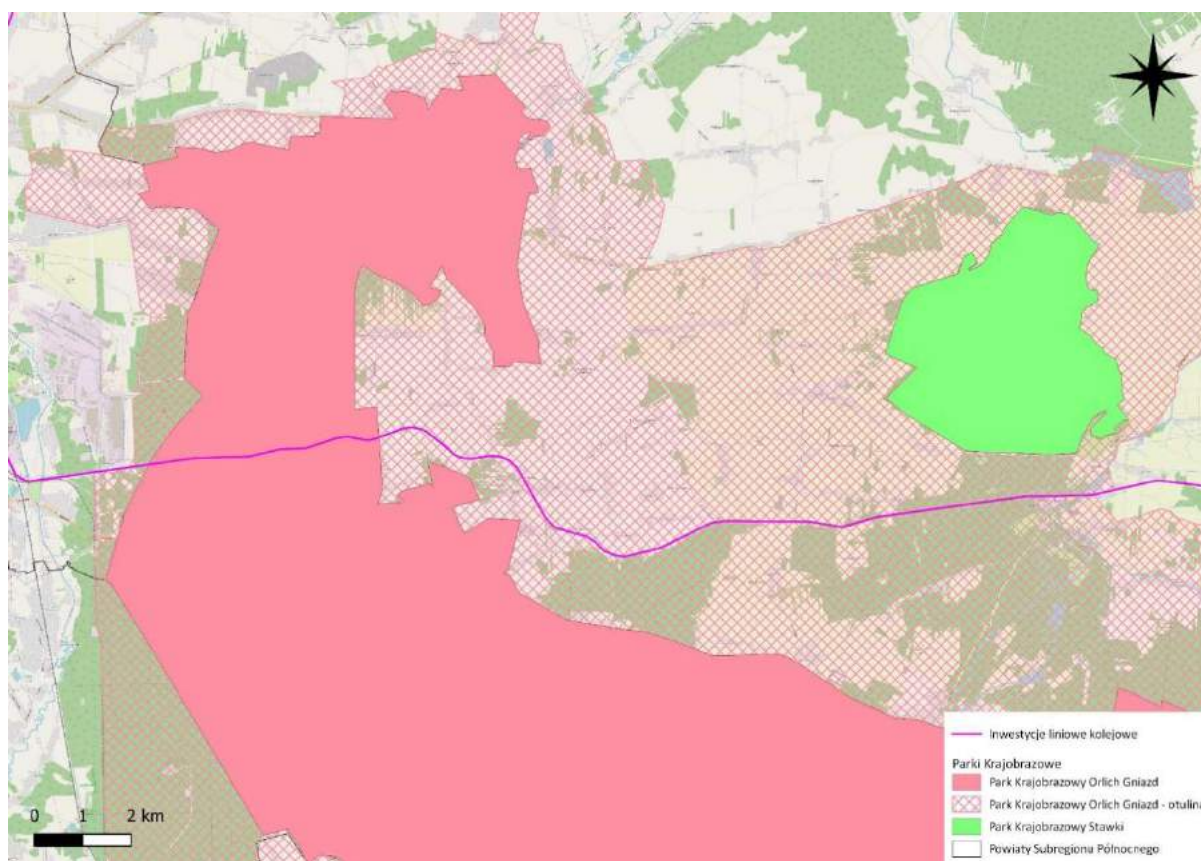 Inwestycje liniowe kolejowe
Parki Krajobrazowe
Park Krajobrazowy Orlich Gniazd
Park Krajobrazowy Orlich Gniazd - otulina
Park Krajobrazowy Stawki
Powiaty Subregionu Północnego
0 1 2 km